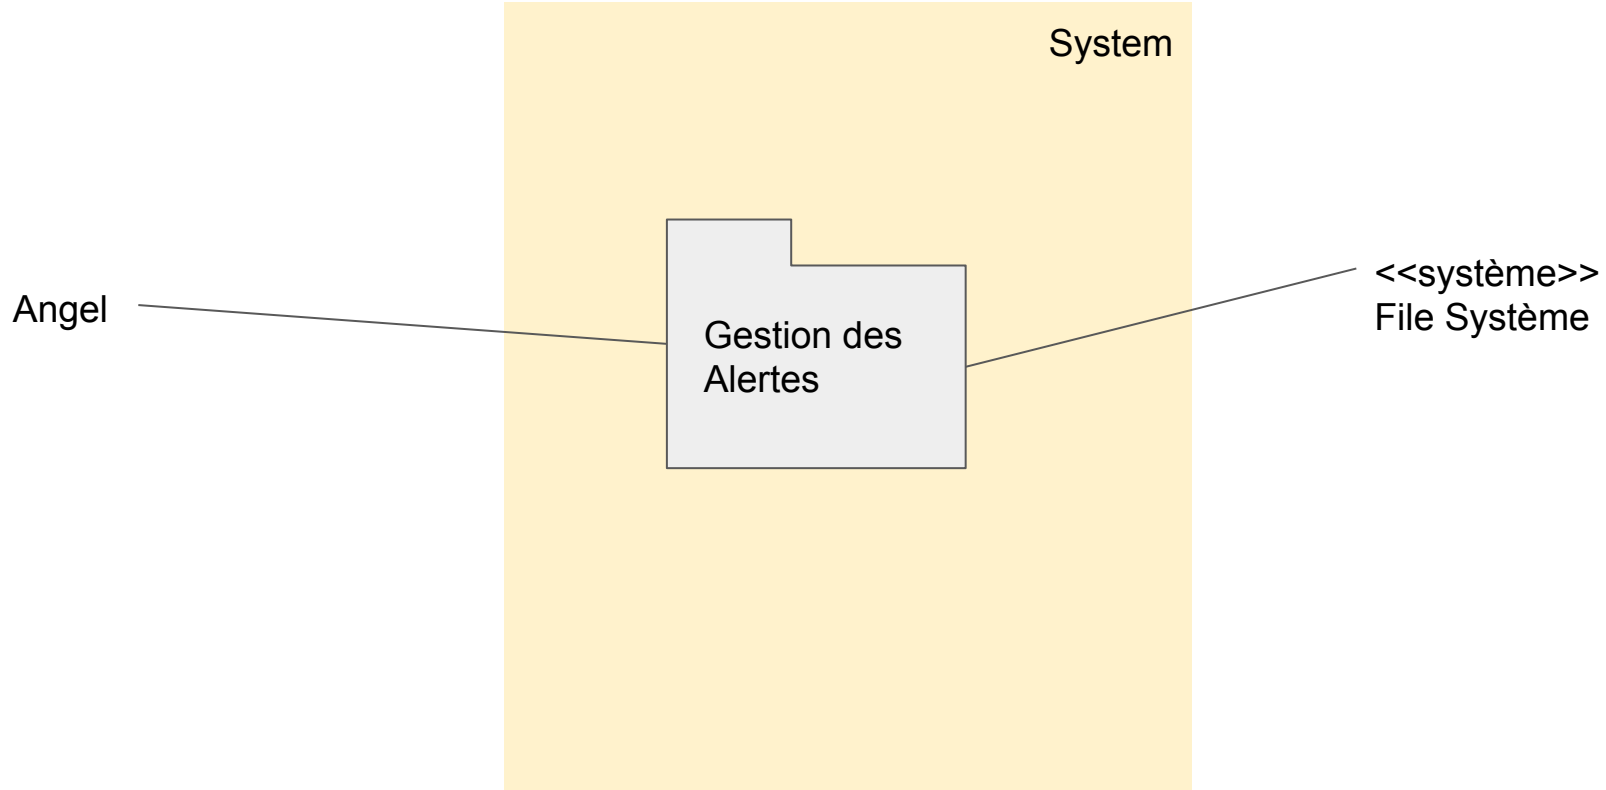 System
Angel
Gestion des
Alertes
<<système>>
File Système